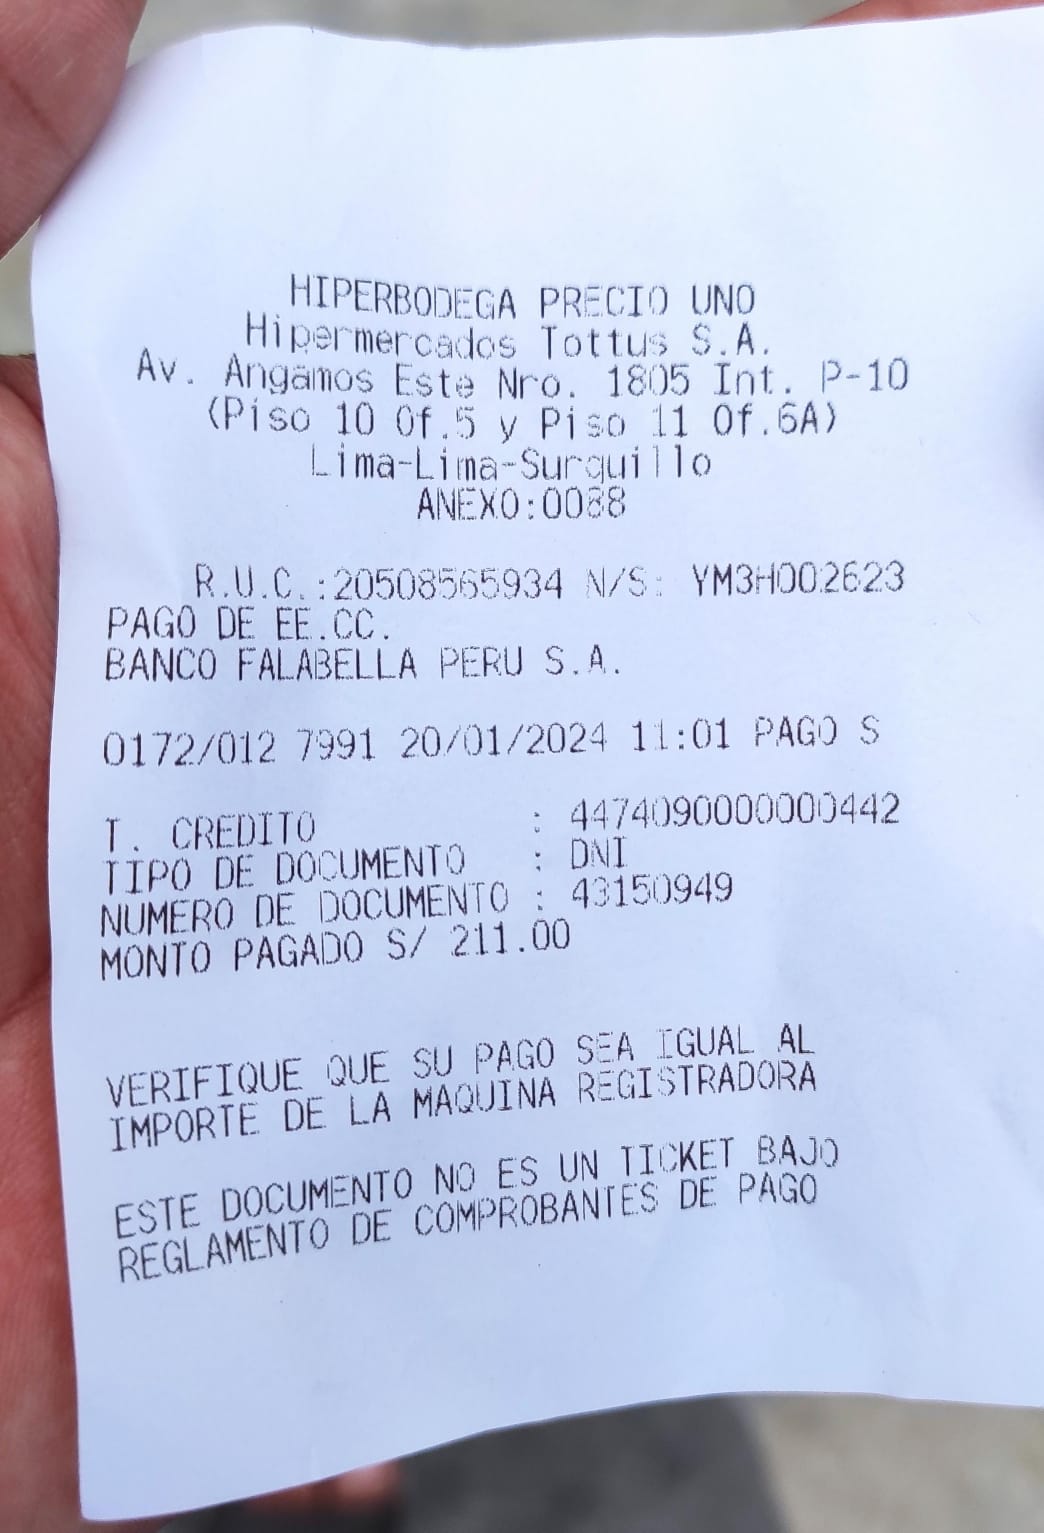 HIPERBODEGA PRECIO UNO
Hipermercados Tottus S.A.
Av. Angamos Este Nro. 1805 Int. P-10
(Piso 10 Of.5 y Piso 11 Of.6A)
Lima-Lima-Surquillo
ANEXO:0088
R.U.C.:20508565934 N/S: YM3H002623
PAGO DE EE.CC.
BANCO FALABELLA PERU S.A.
0172/012 7991 20/01/2024 11:01 PAGO S
T. CREDITO : 4474090000000442
TIPO DE DOCUMENTO : DNI
NUMERO DE DOCUMENTO : 43150949
MONTO PAGADO S/ 211.00
VERIFIQUE QUE SU PAGO SEA IGUAL AL
IMPORTE DE LA MAQUINA REGISTRADORA
ESTE DOCUMENTO NO ES UN TICKET BAJO
REGLAMENTO DE COMPROBANTES DE PAGO